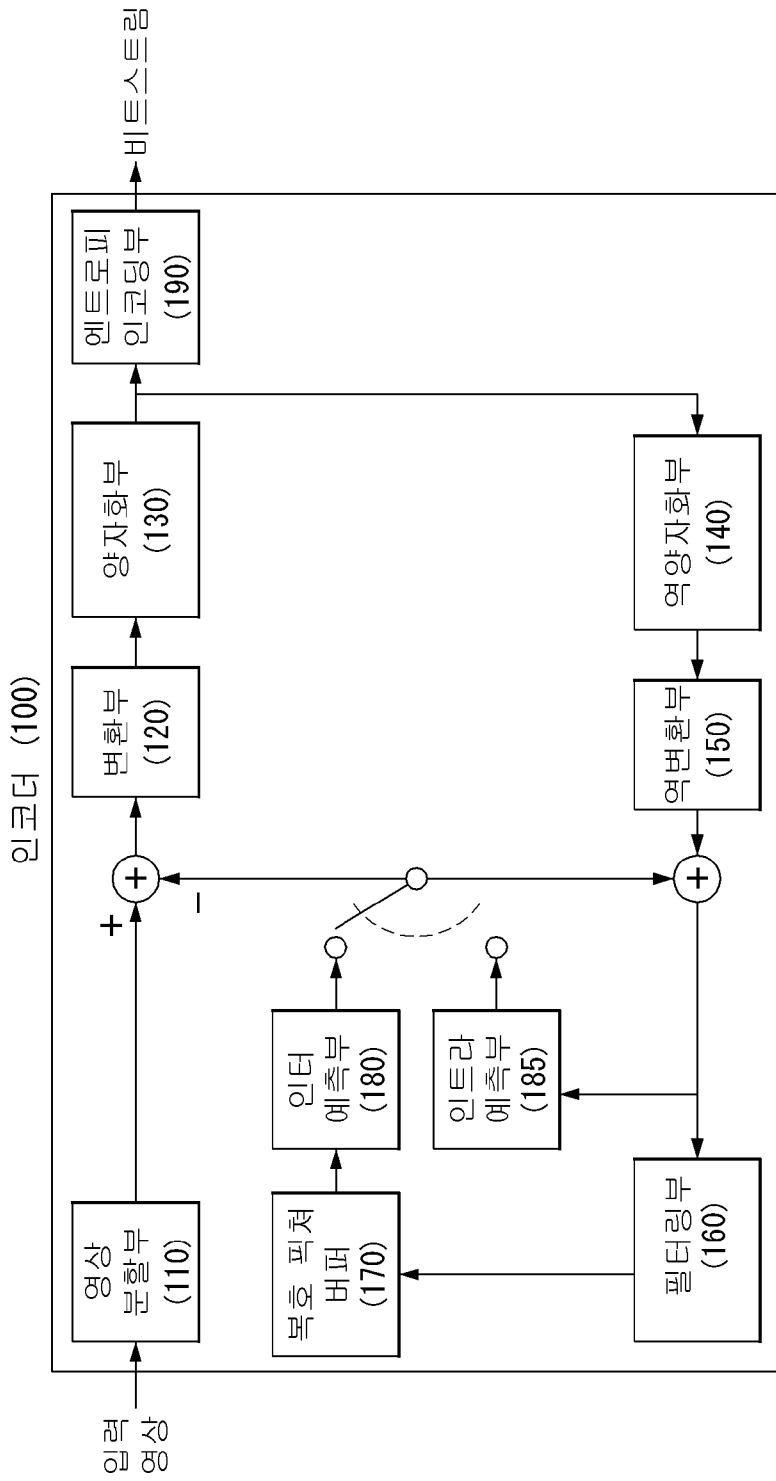 인코더 (100)
입력
영상
영상
분할부
(110)
+
-
+
변환부
(120)
양자화부
(130)
엔트로피
인코딩부
(190)
비트스트림
복호 픽쳐
버퍼
(170)
인터
예측부
(180)
인트라
예측부
(185)
필터링부
(160)
+
역변환부
(150)
역양자화부
(140)